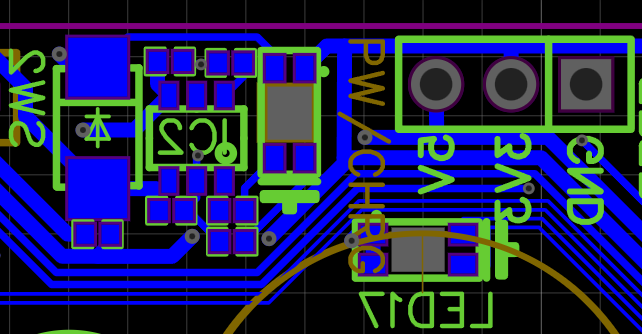 SW2
IC2
PW/CHRG
5V
3V3
GND
LED17